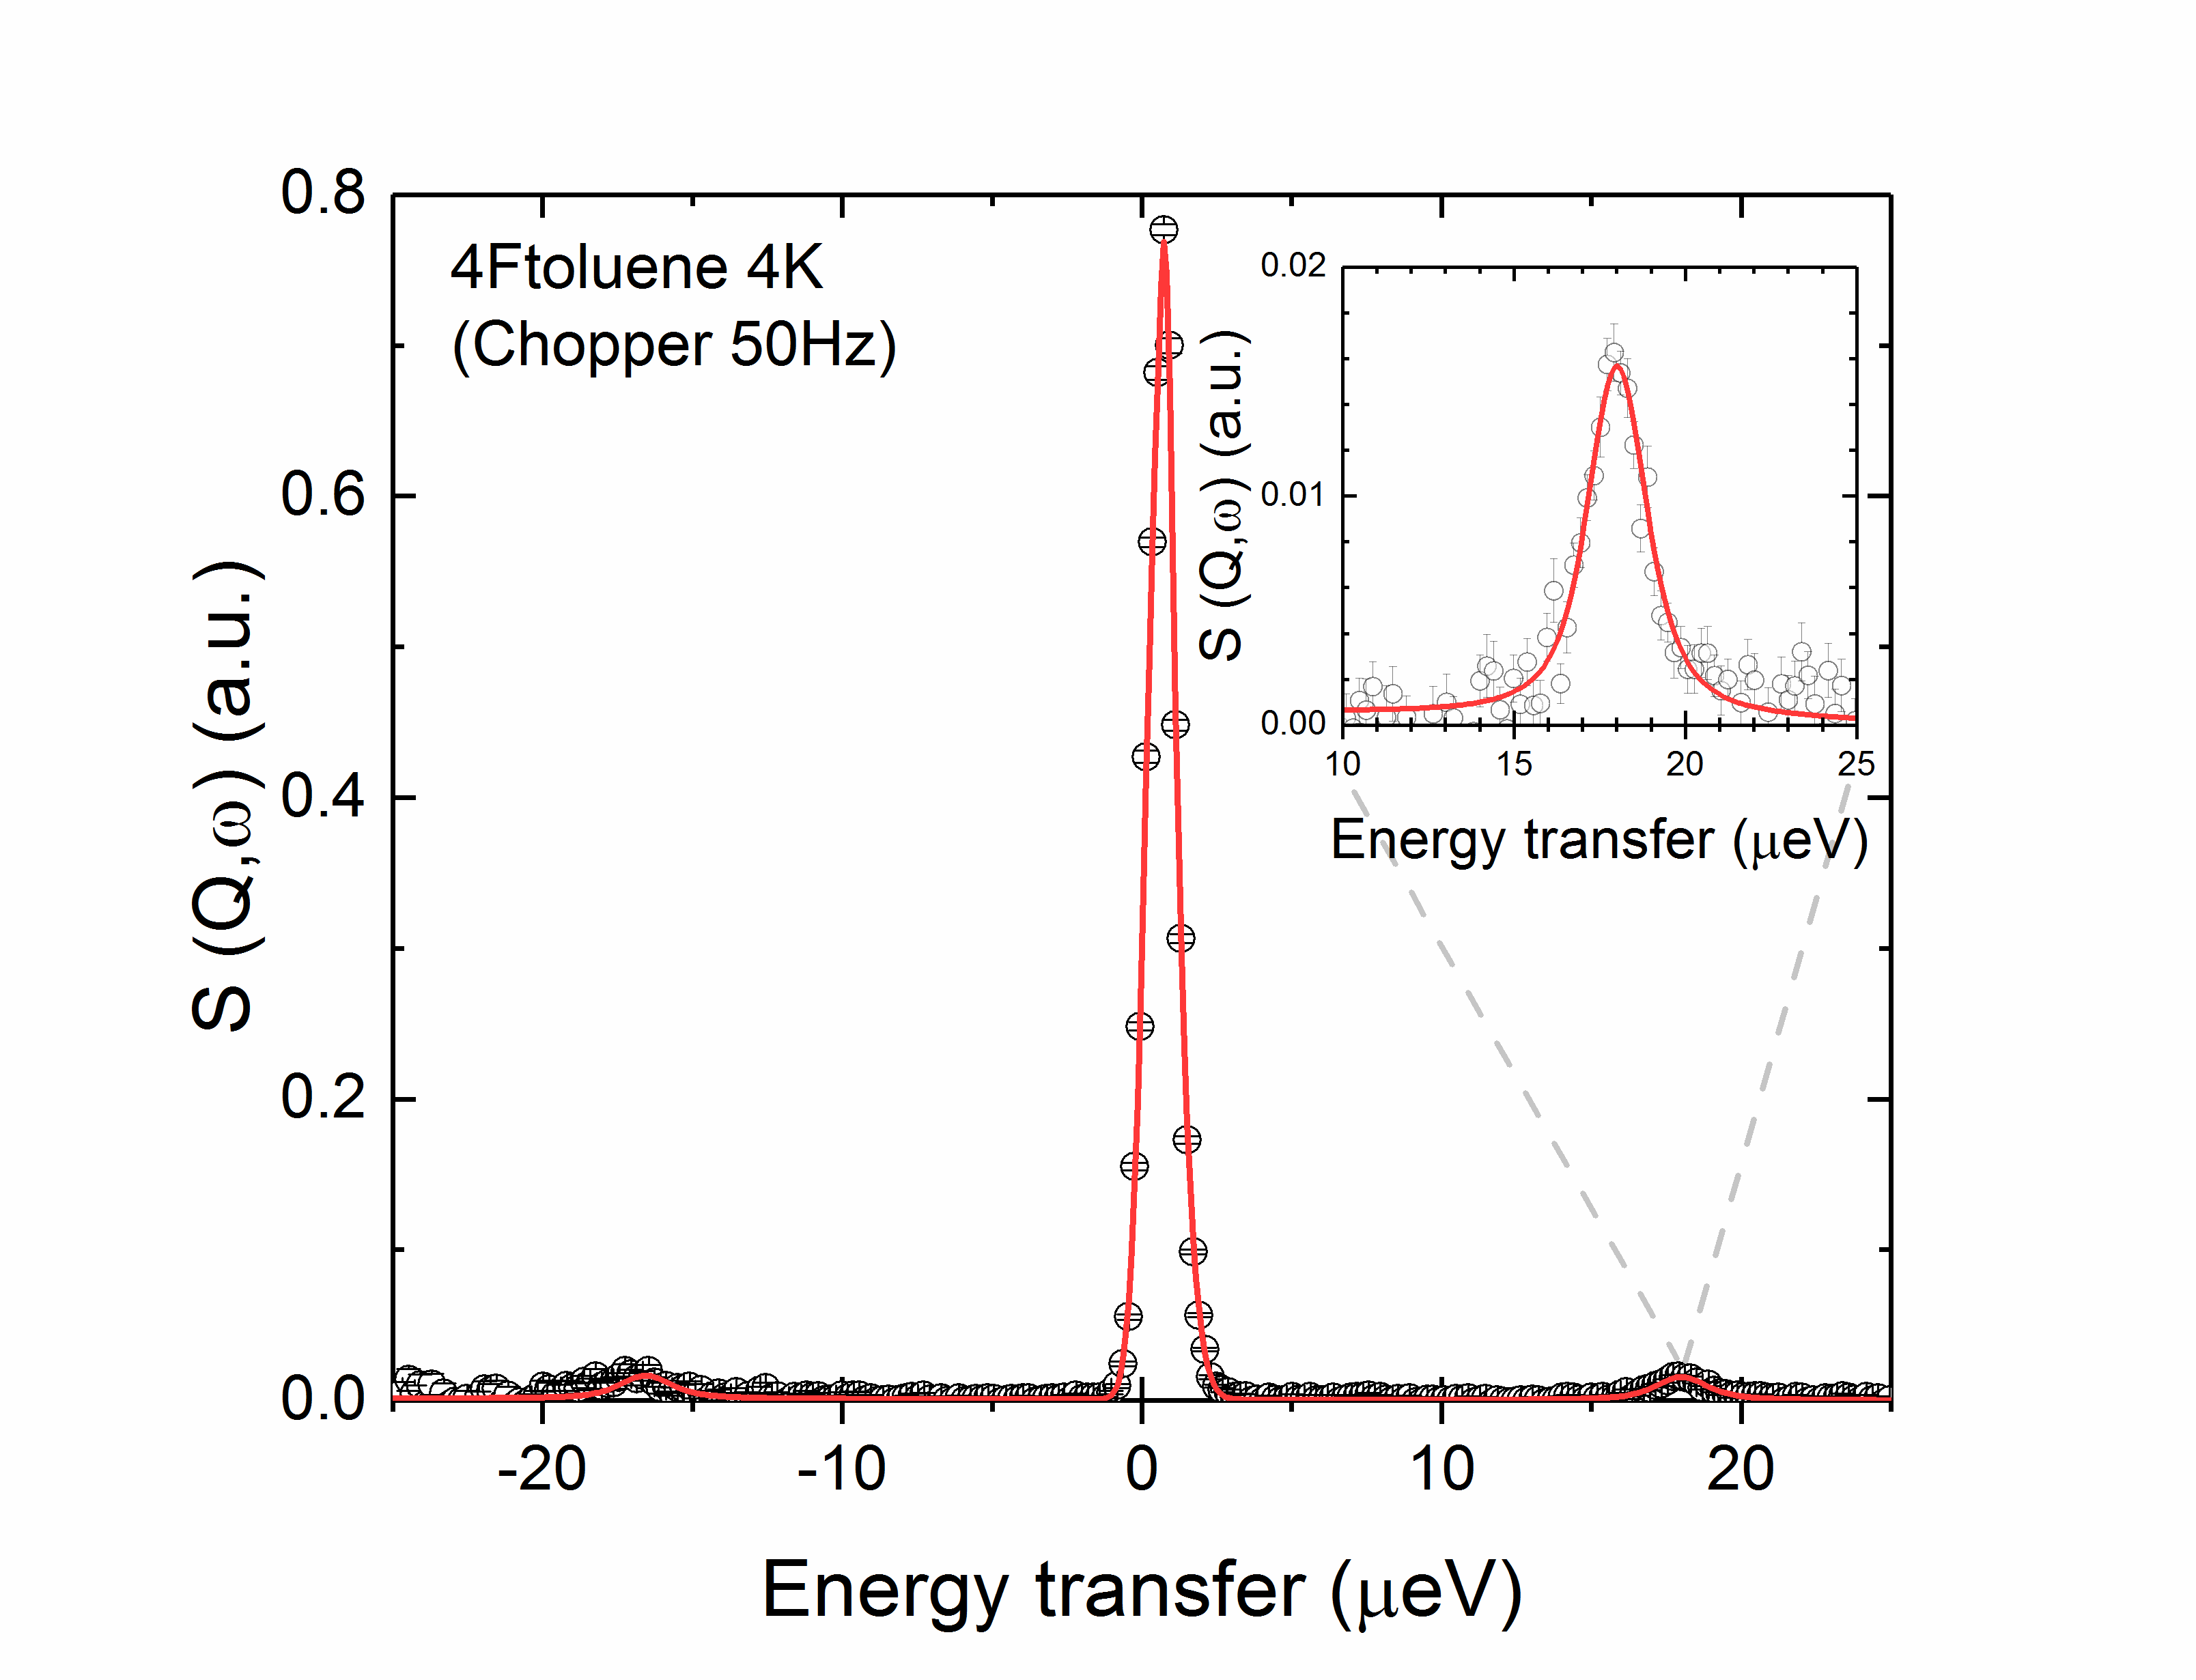 0.8
0.6
0.4
0.2
0.0
S (Q,ω) (a.u.)
4Ftoluene 4K
(Chopper 50Hz)
0.02
0.01
0.00
S (Q,ω) (a.u.)
10 15 20 25
Energy transfer (μeV)
-20 -10 0 10 20
Energy transfer (μeV)